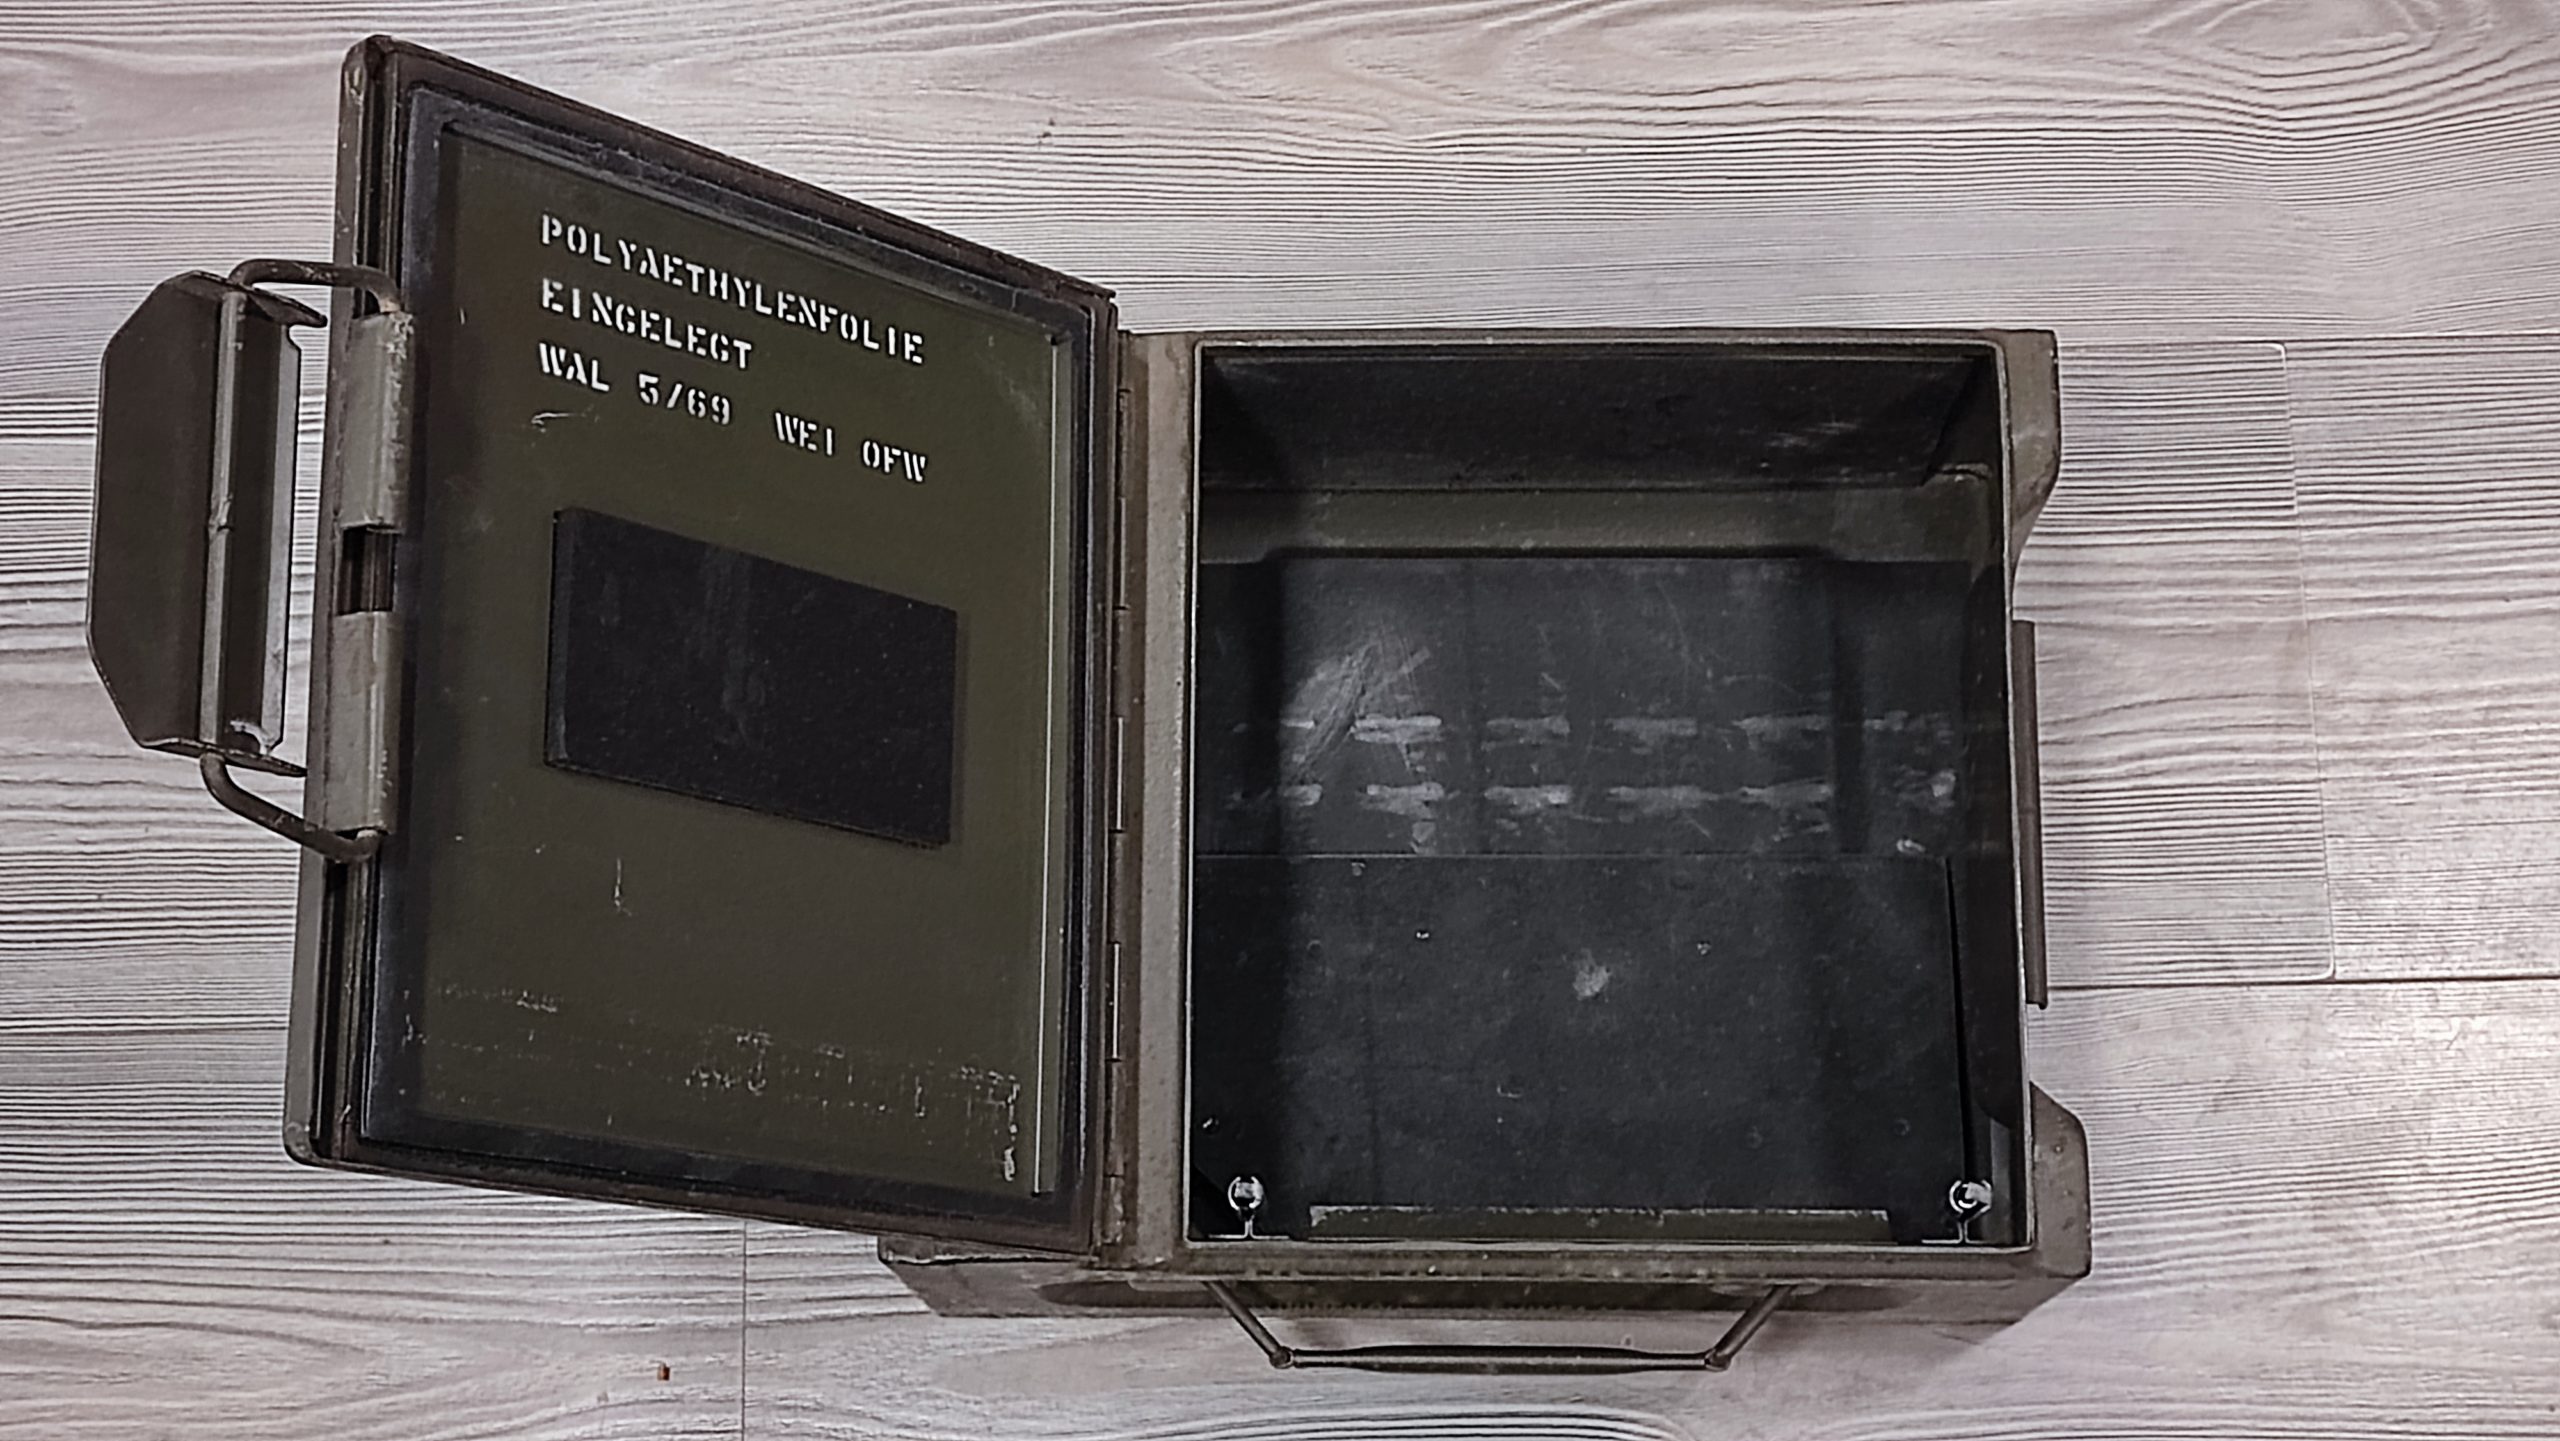 POLYAETHYLENFOLIE
EINGELEGT
WAL 5/69 WEI OFW